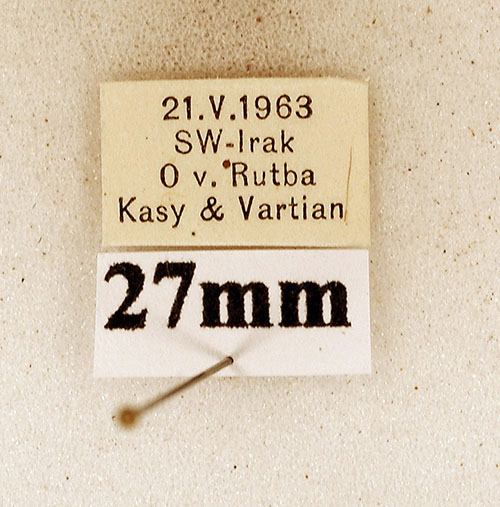 21.V.1963
SW-Irak
O v. Rutba
Kasy & Vartian
27mm